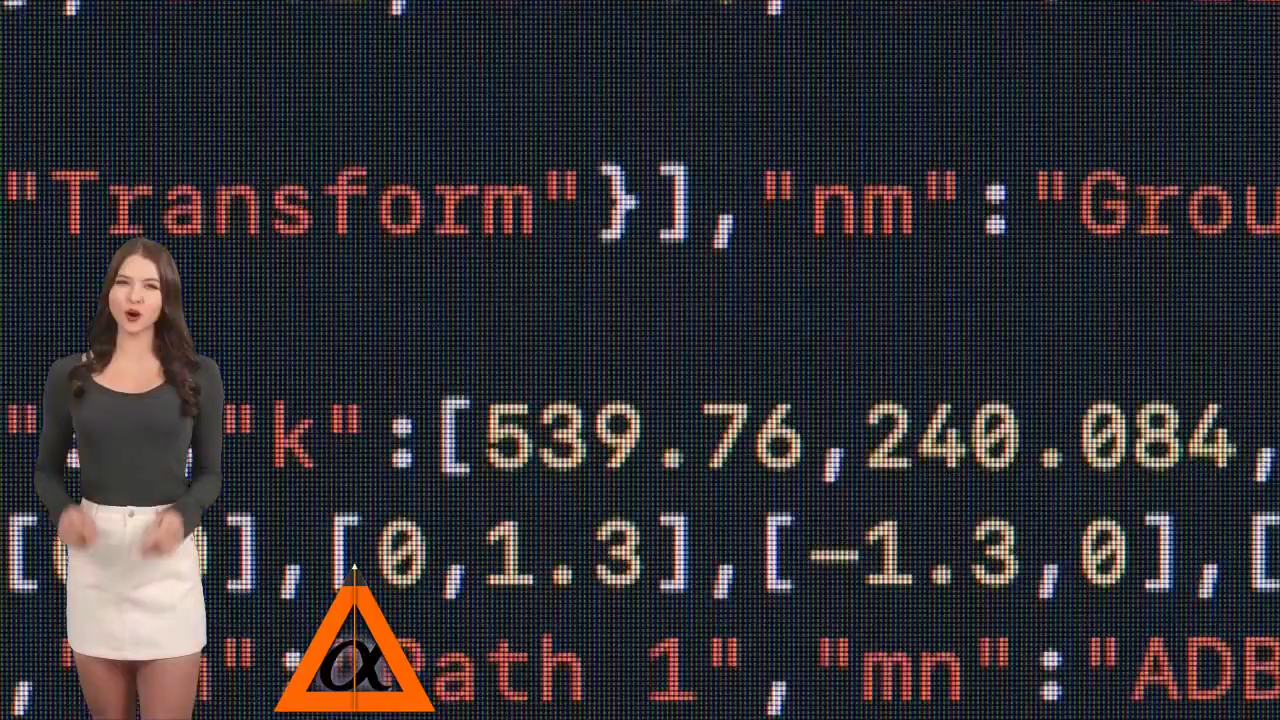 "Transform"}],"nm":"Grou
"k":[539.76,240.084,
],[0,1.3],[−1.3,0],[
Path 1","mn":"ADB
α